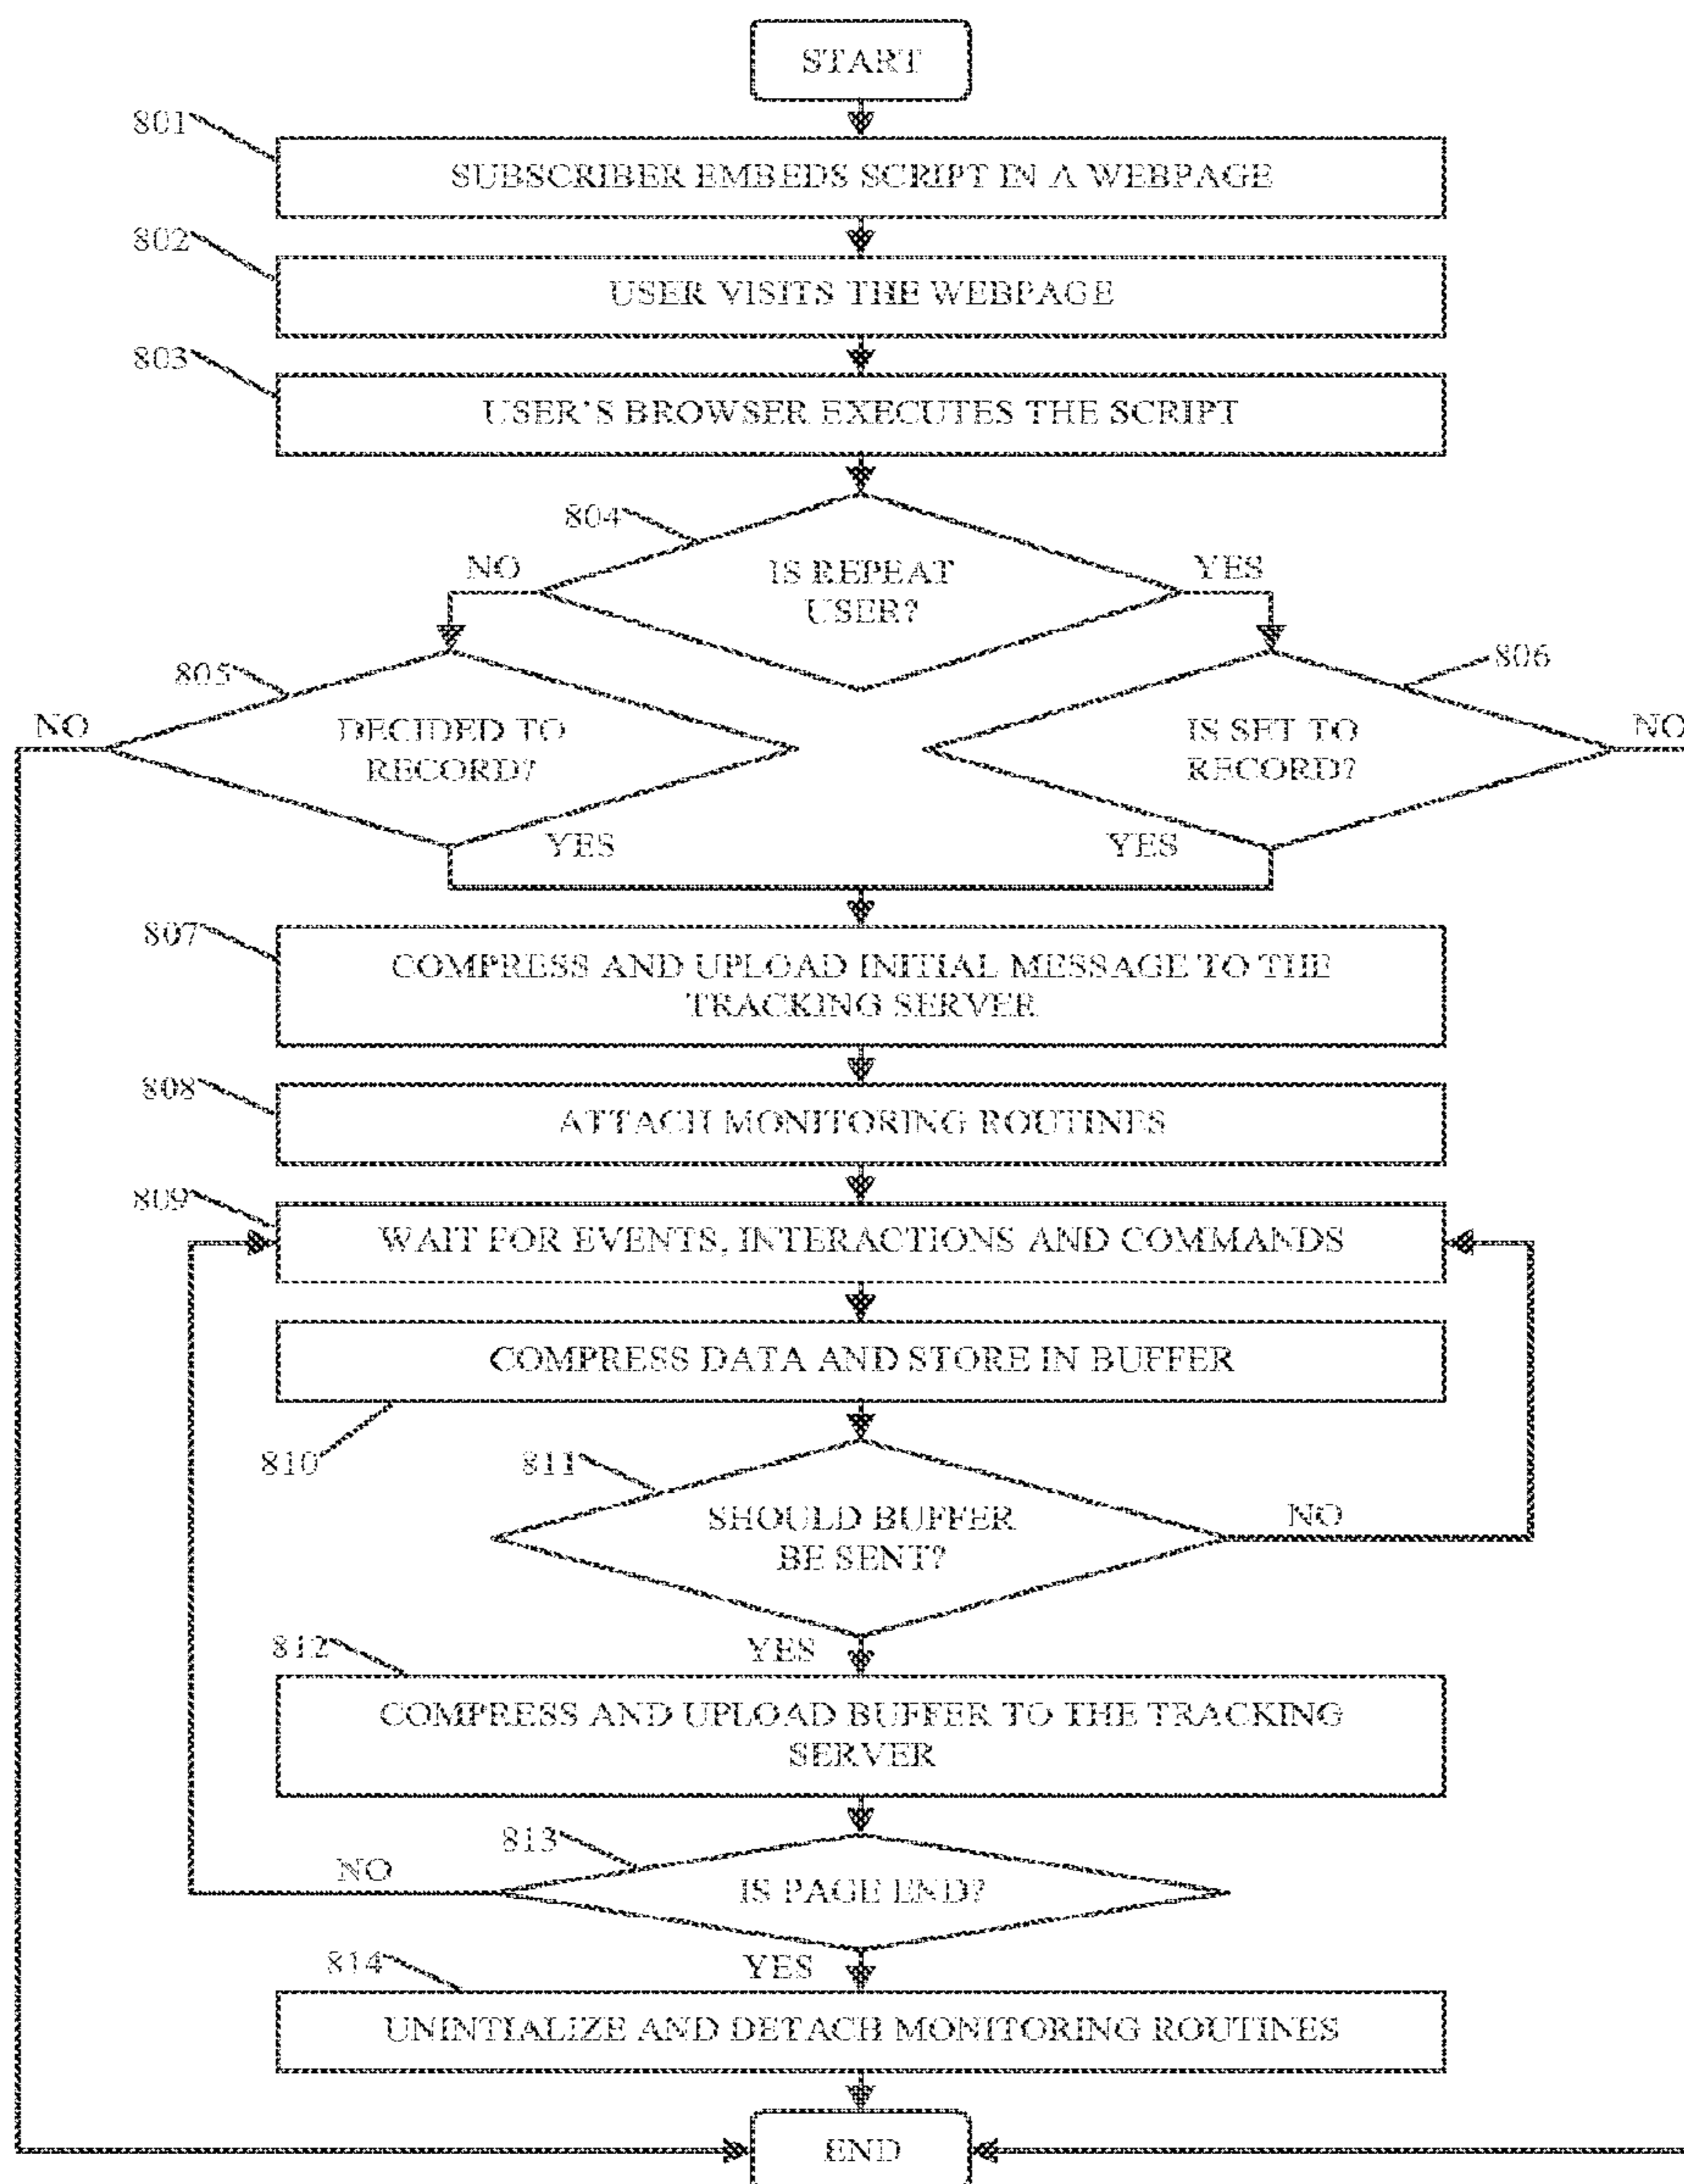 START
801
SUBSCRIBER EMBEDS SCRIPT IN A WEBPAGE
802
USER VISITS THE WEBPAGE
803
USER'S BROWSER EXECUTES THE SCRIPT
804
NO
IS REPEAT
USER?
YES
805
806
NO
DECIDED TO
RECORD?
IS SET TO
RECORD?
NO
YES
YES
807
COMPRESS AND UPLOAD INITIAL MESSAGE TO THE
TRACKING SERVER
808
ATTACH MONITORING ROUTINES
809
WAIT FOR EVENTS, INTERACTIONS AND COMMANDS
COMPRESS DATA AND STORE IN BUFFER
810
811
SHOULD BUFFER
BE SENT?
NO
YES
812
COMPRESS AND UPLOAD BUFFER TO THE TRACKING
SERVER
813
NO
IS PAGE END?
YES
814
UNINTIALIZE AND DETACH MONITORING ROUTINES
END